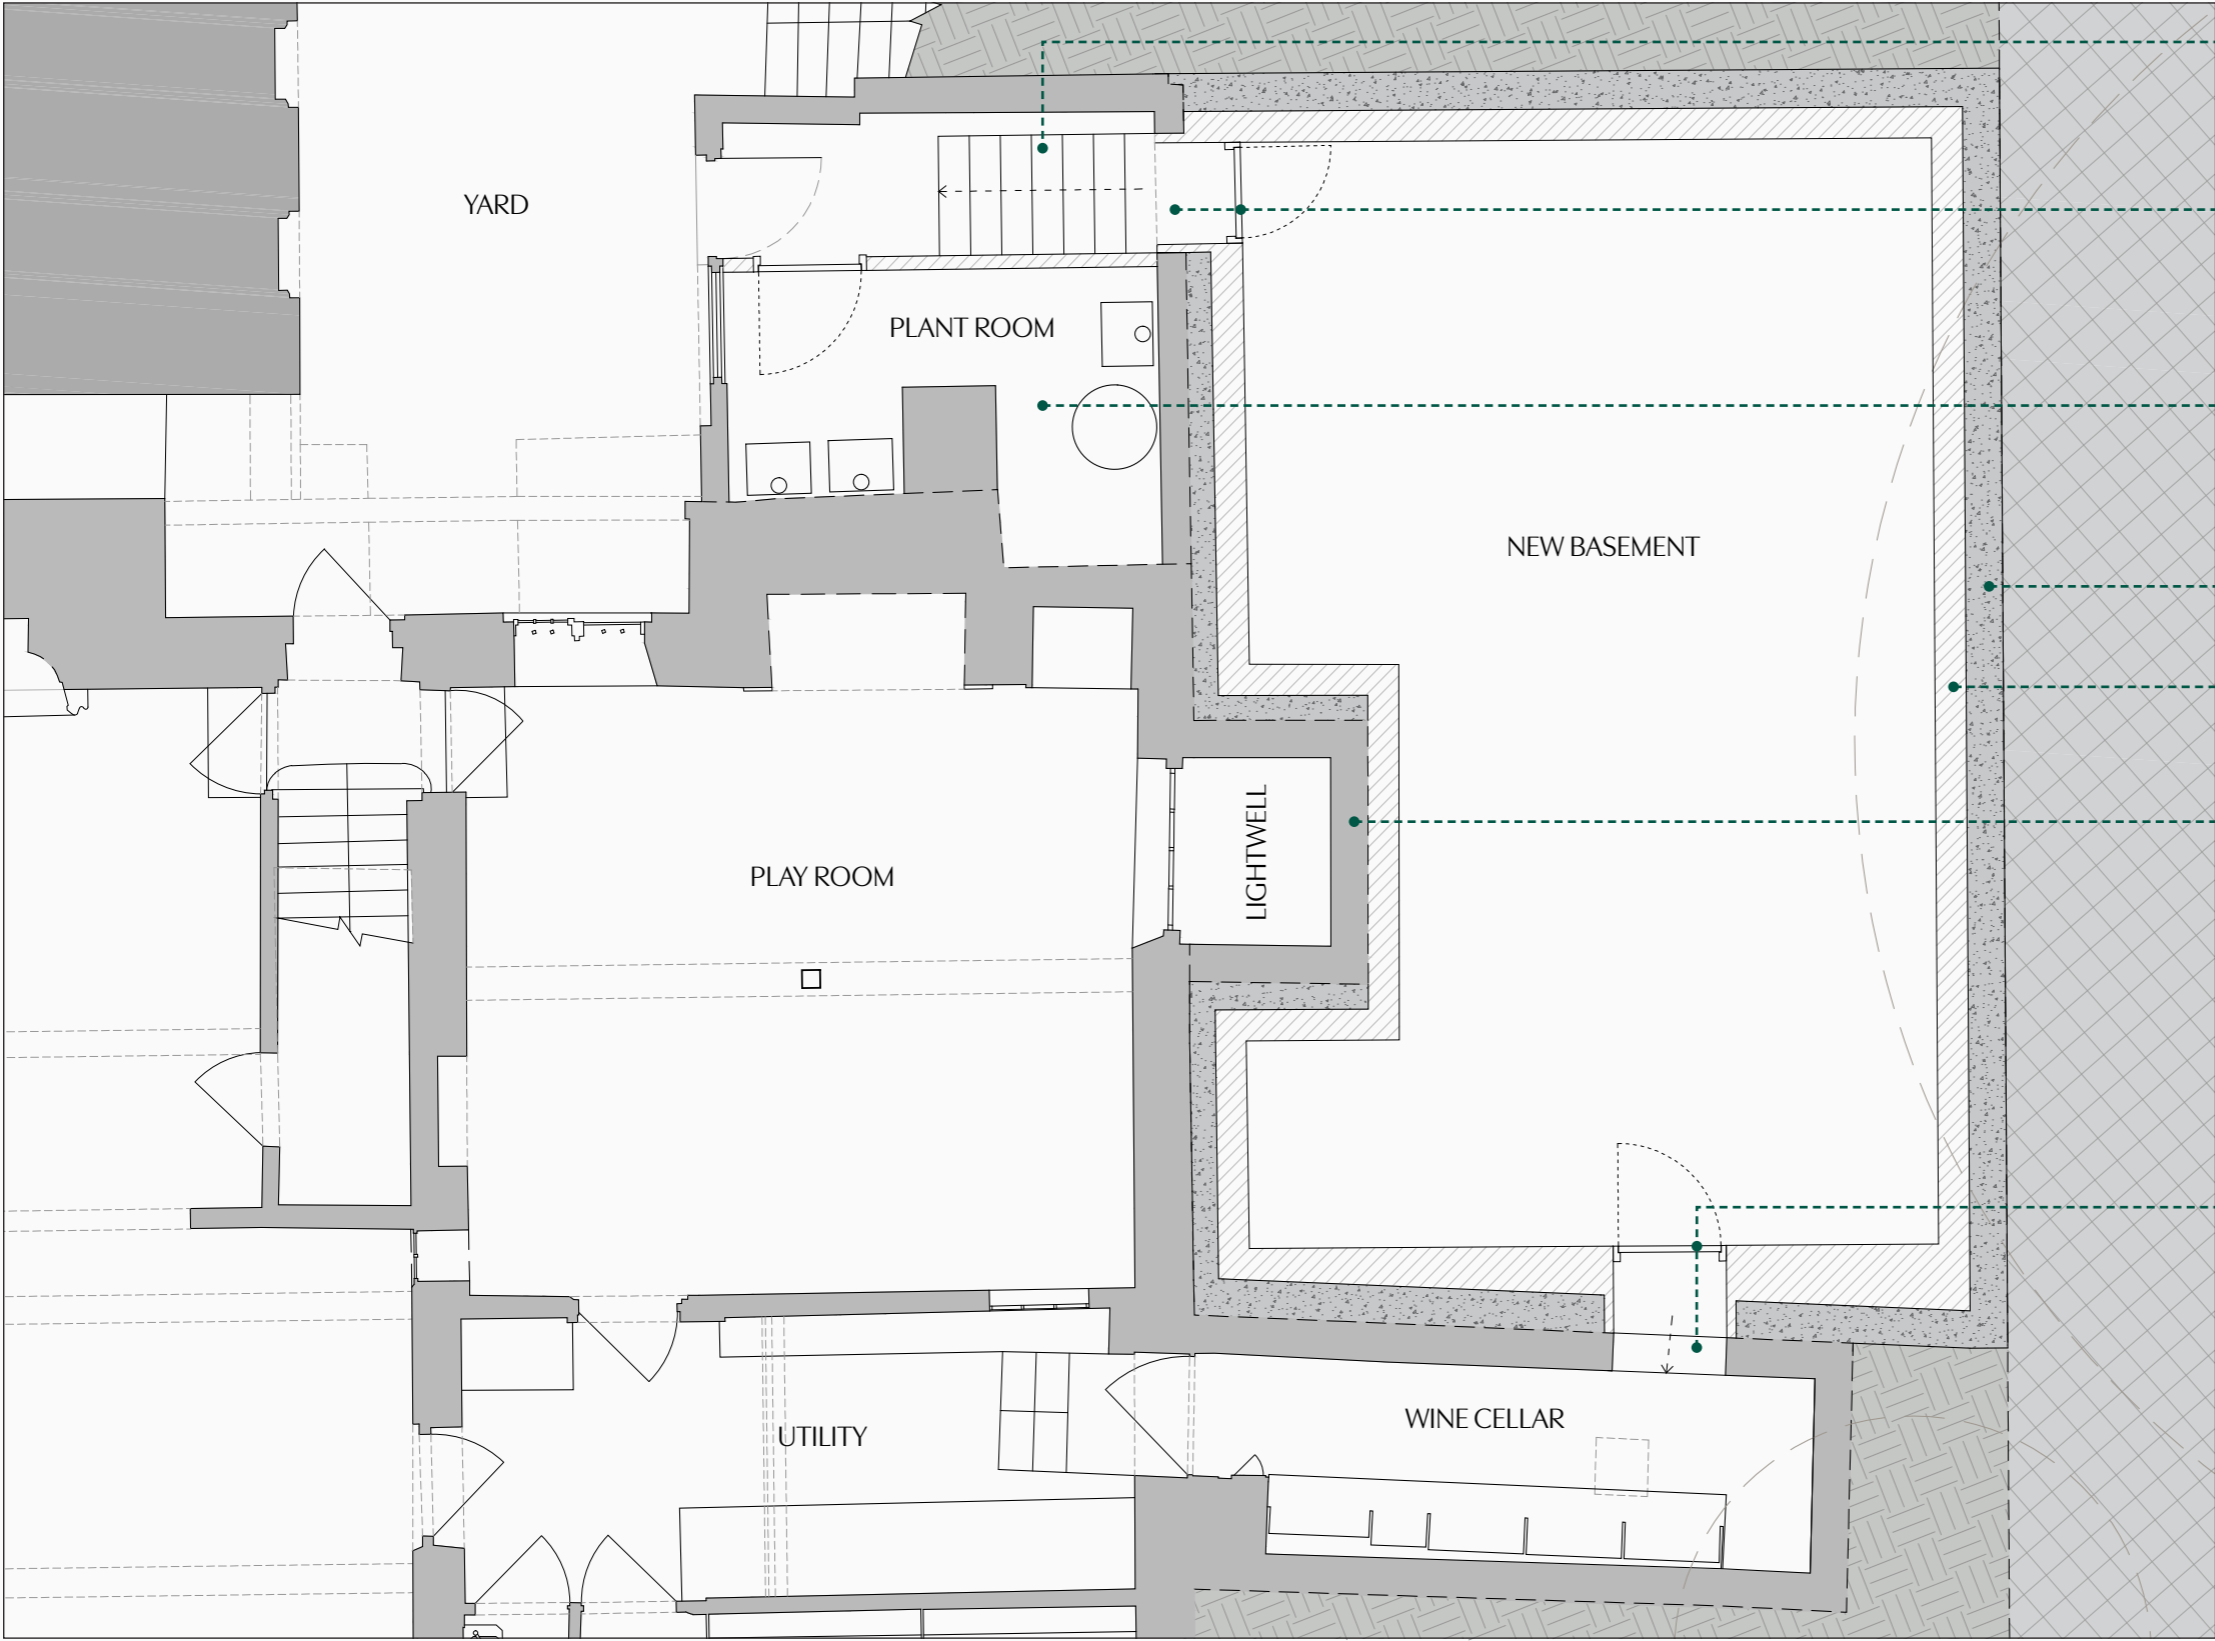 YARD
PLANT ROOM
NEW BASEMENT
PLAY ROOM
LIGHTWELL
WINE CELLAR
UTILITY